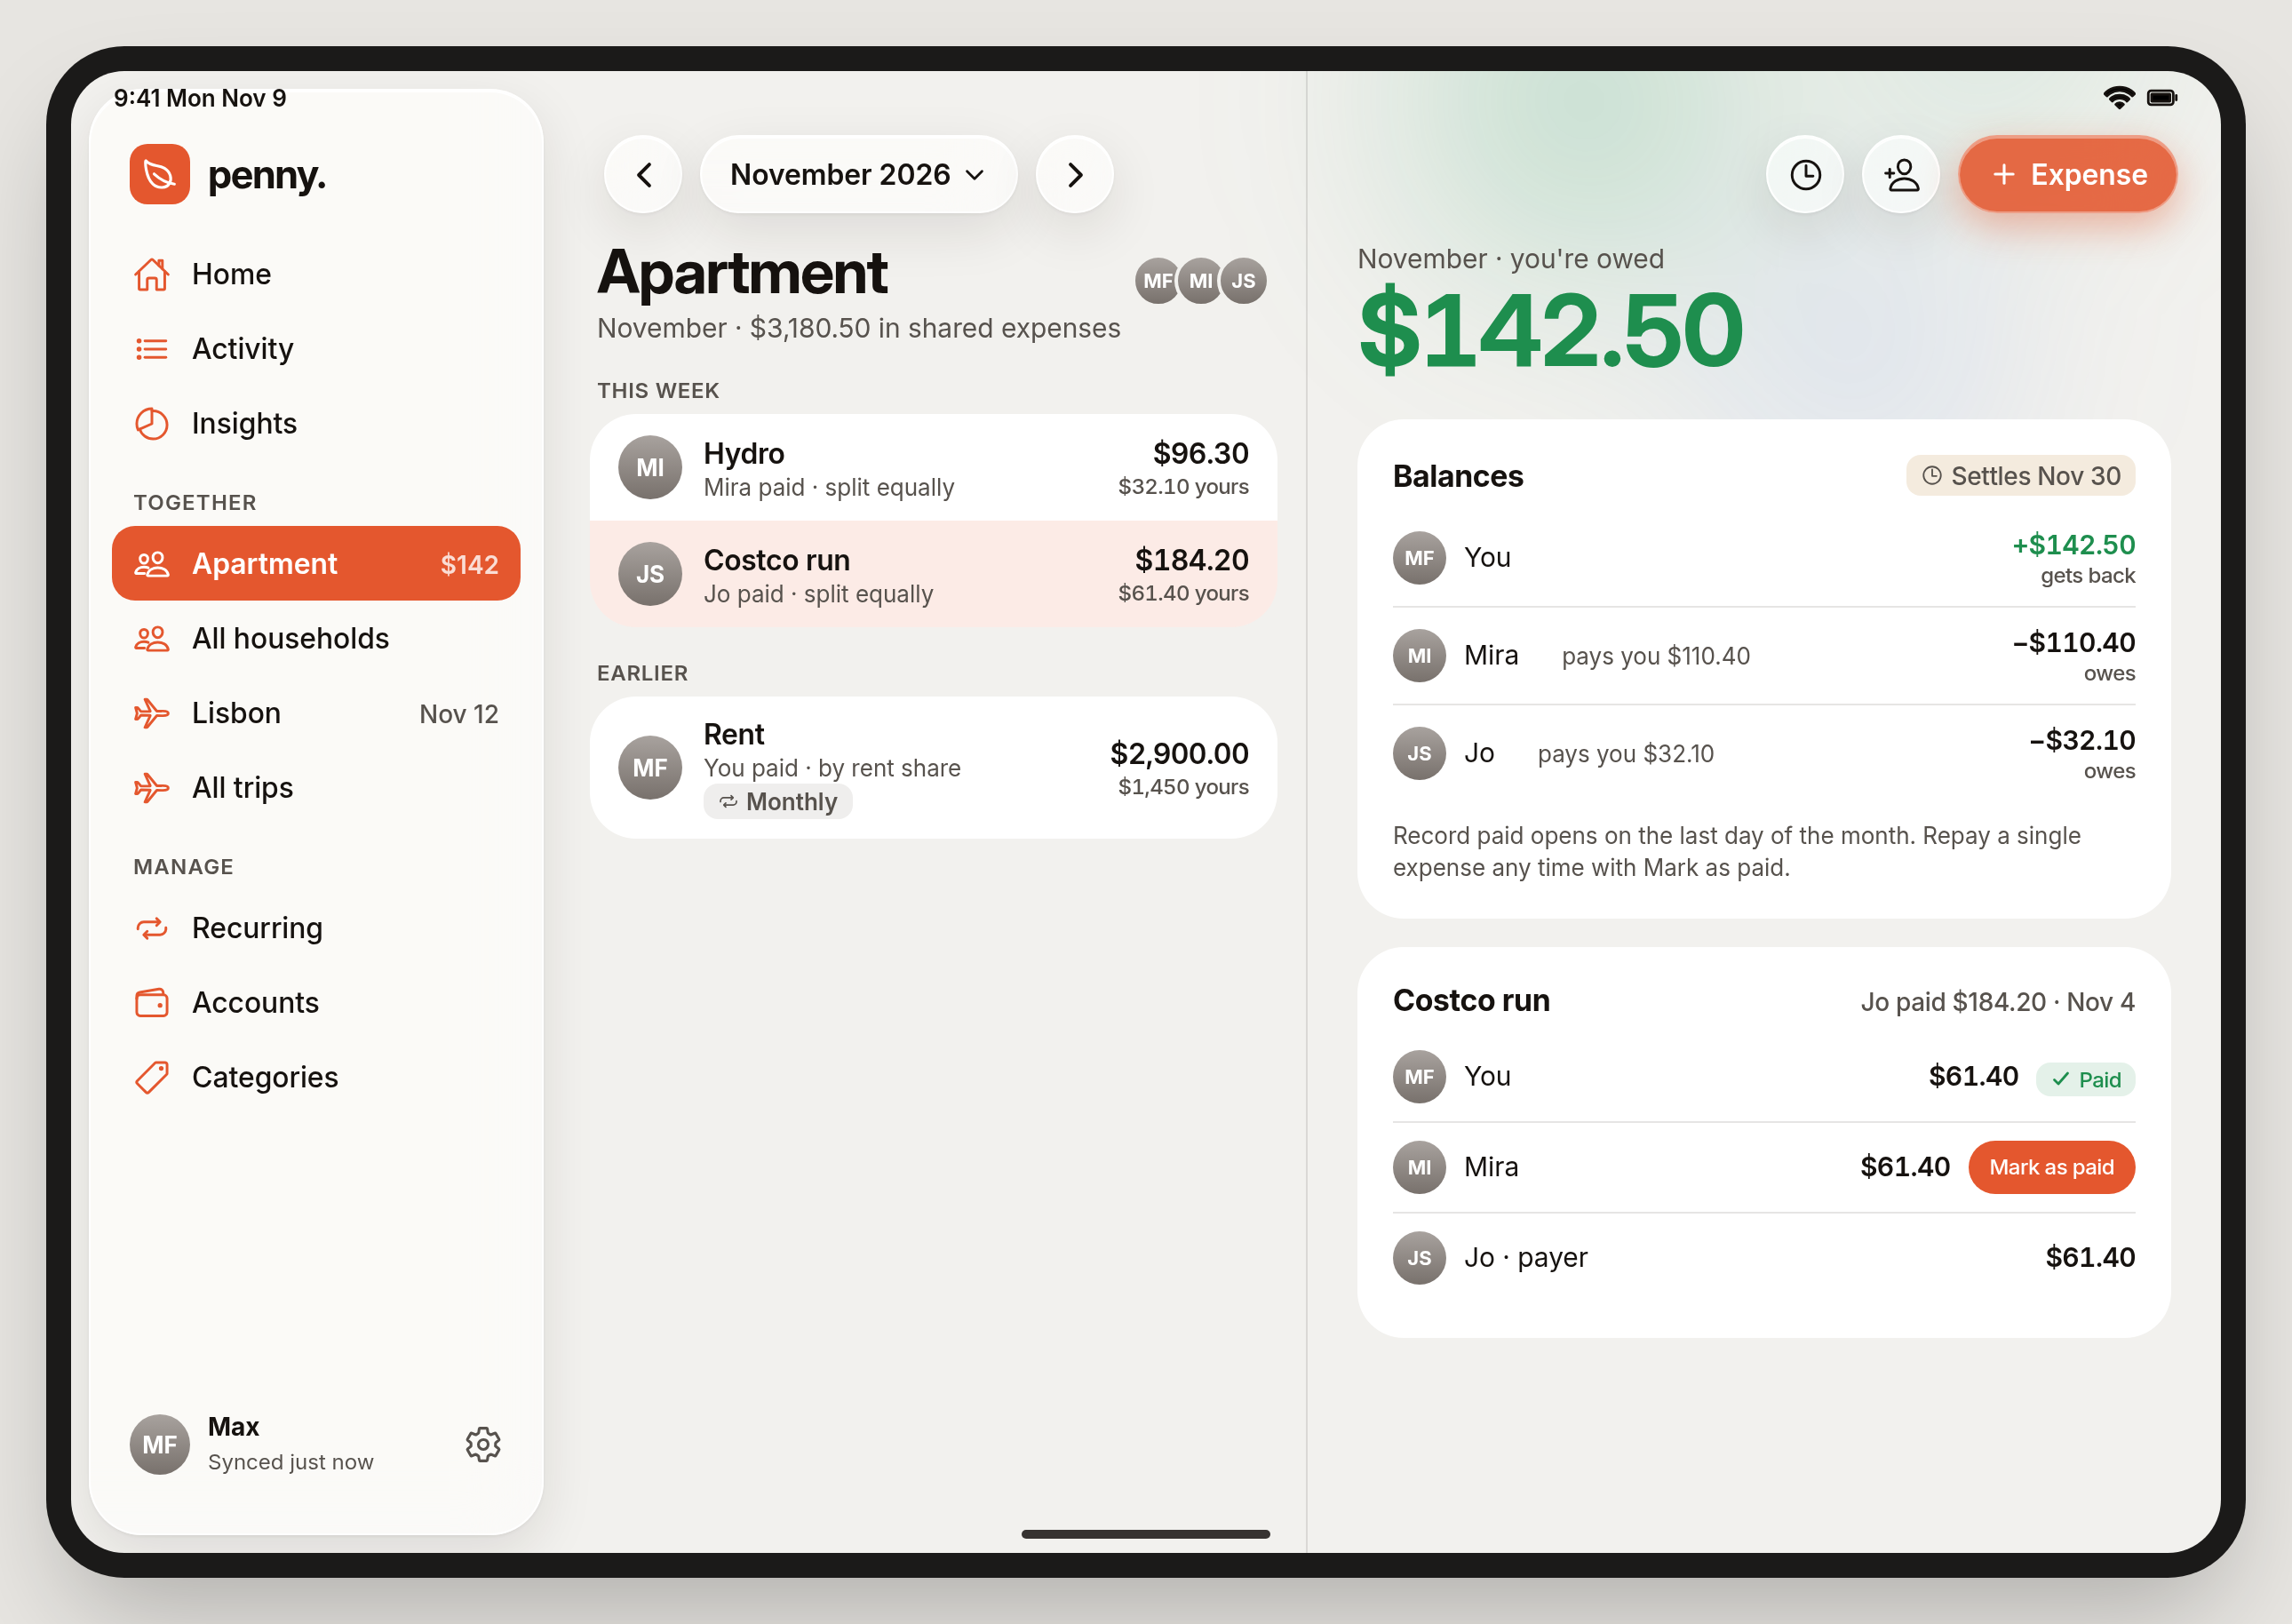 9:41 Mon Nov 9
penny.
Home
Activity
Insights
TOGETHER
Apartment $142
All households
Lisbon Nov 12
All trips
MANAGE
Recurring
Accounts
Categories
MF
Max
Synced just now
November 2026
Apartment
MF MI JS
November · $3,180.50 in shared expenses
THIS WEEK
MI
Hydro $96.30
Mira paid · split equally $32.10 yours
JS
Costco run $184.20
Jo paid · split equally $61.40 yours
EARLIER
MF
Rent $2,900.00
You paid · by rent share $1,450 yours
Monthly
+ Expense
November · you're owed
$142.50
Balances Settles Nov 30
MF You +$142.50
gets back
MI Mira pays you $110.40 −$110.40
owes
JS Jo pays you $32.10 −$32.10
owes
Record paid opens on the last day of the month. Repay a single
expense any time with Mark as paid.
Costco run Jo paid $184.20 · Nov 4
MF You $61.40 Paid
MI Mira $61.40 Mark as paid
JS Jo · payer $61.40